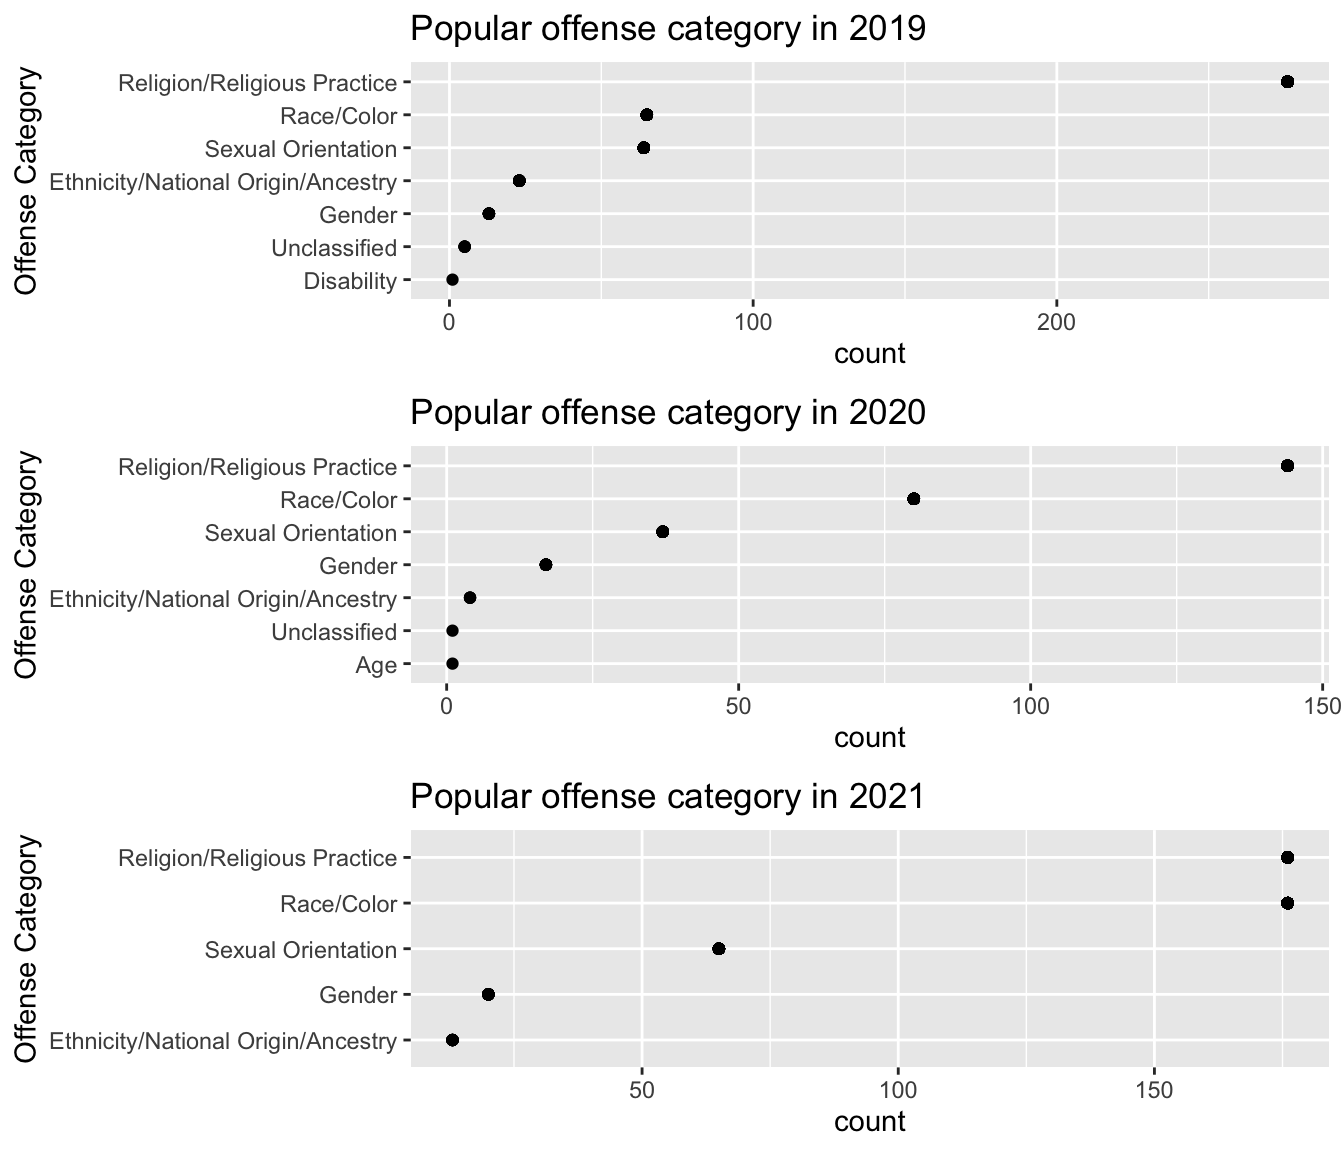 Popular offense category in 2019
Offense Category
Religion/Religious Practice
Race/Color
Sexual Orientation
Ethnicity/National Origin/Ancestry
Gender
Unclassified
Disability
0 100 200
count
Popular offense category in 2020
Offense Category
Religion/Religious Practice
Race/Color
Sexual Orientation
Gender
Ethnicity/National Origin/Ancestry
Unclassified
Age
0 50 100 150
count
Popular offense category in 2021
Offense Category
Religion/Religious Practice
Race/Color
Sexual Orientation
Gender
Ethnicity/National Origin/Ancestry
50 100 150
count